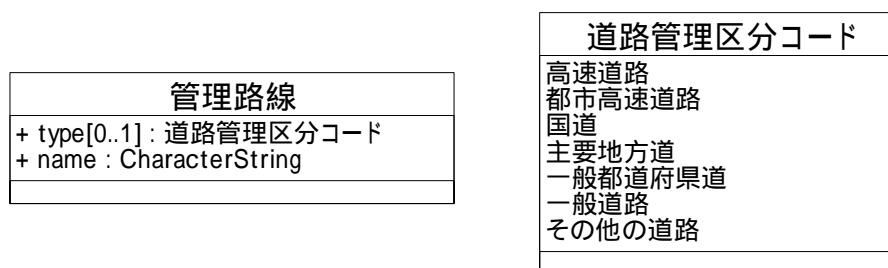 管理路線
+ type[0..1] : 道路管理区分コード
+ name : CharacterString
道路管理区分コード
高速道路
都市高速道路
国道
主要地方道
一般都道府県道
一般道路
その他の道路